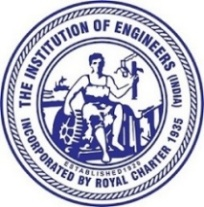 THE INSTITUTION OF ENGINEERS (INDIA)
INCORPORATED BY ROYAL CHARTER 1935
ESTABLISHED 1920